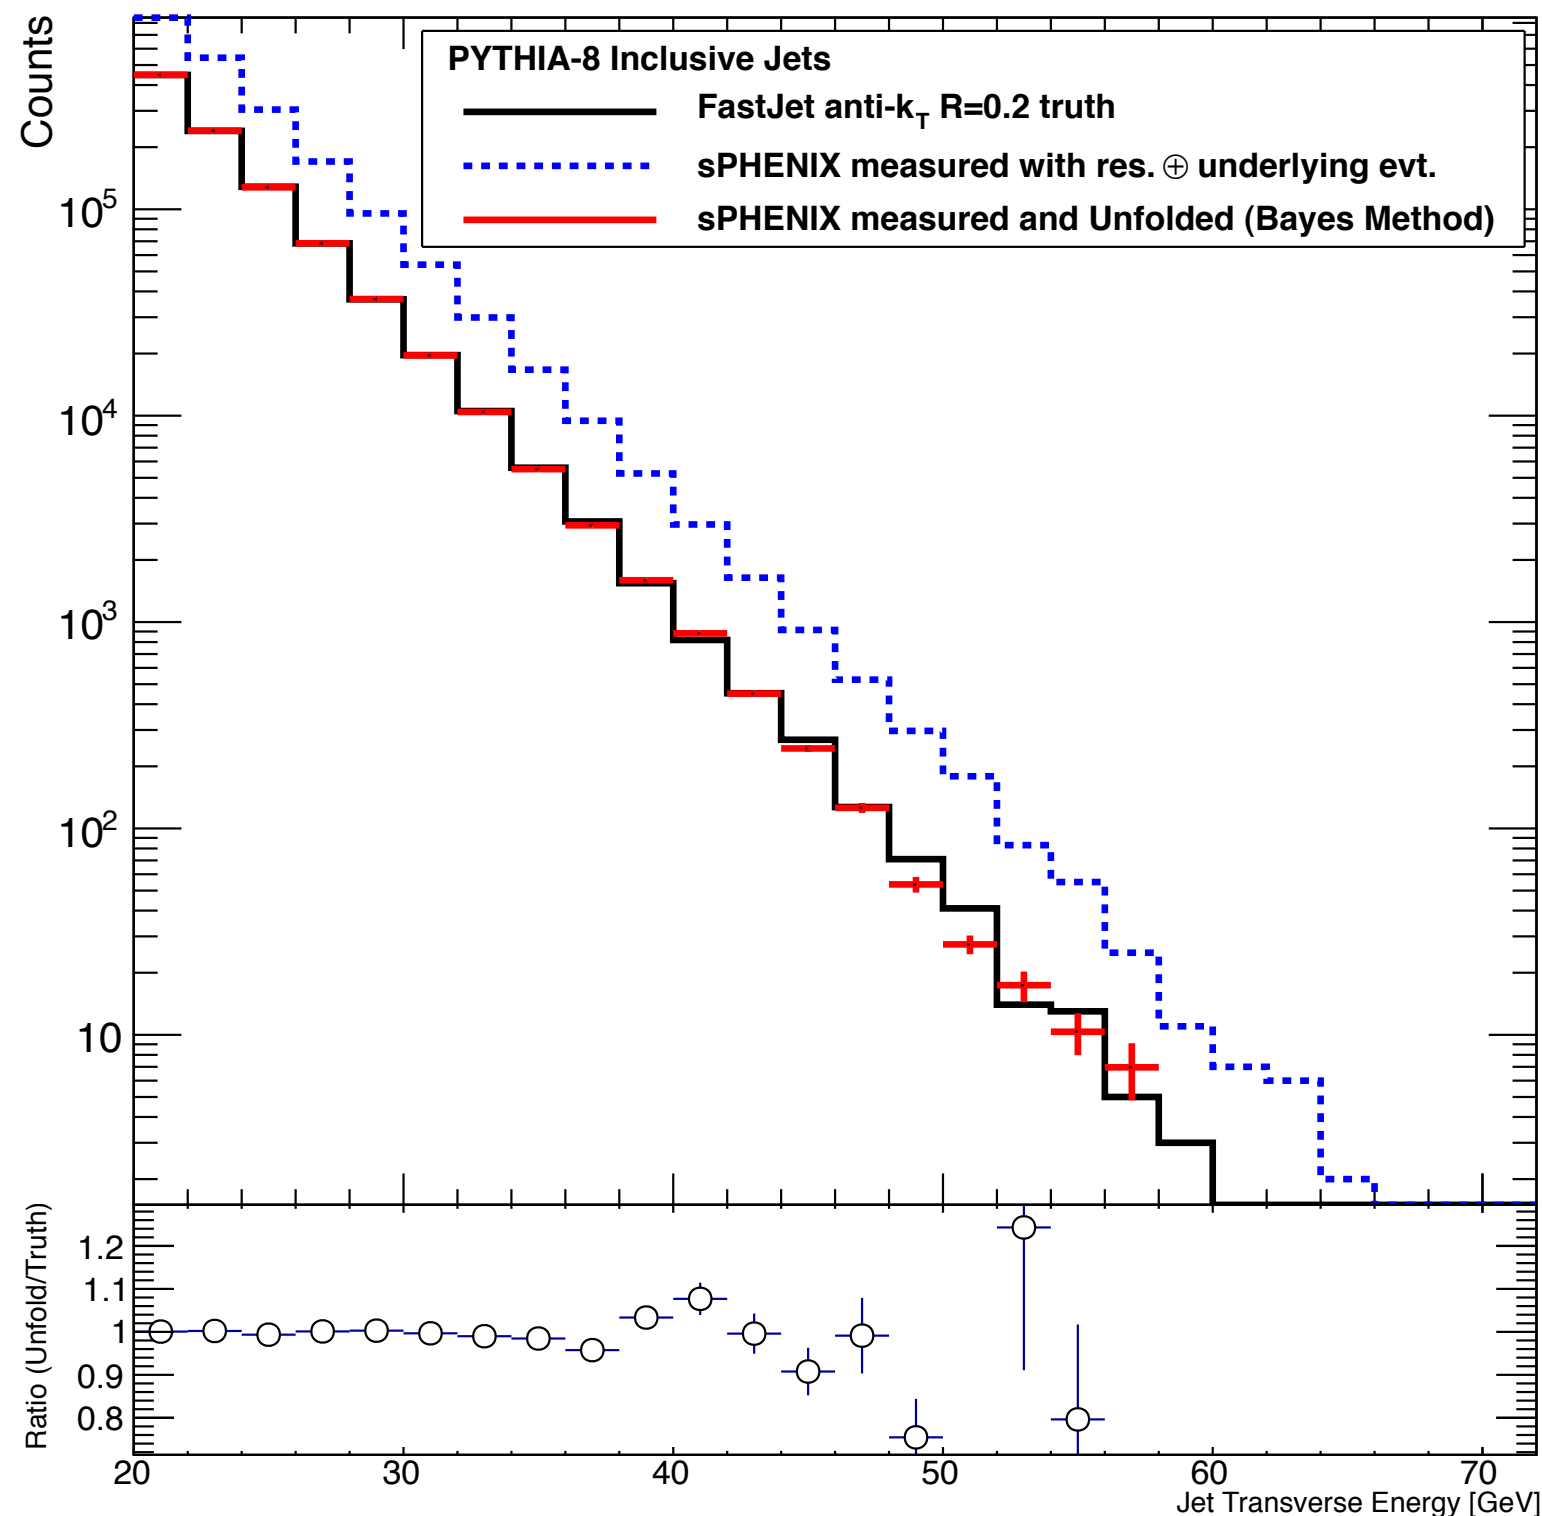 Counts
PYTHIA-8 Inclusive Jets
FastJet anti-k_T R=0.2 truth
sPHENIX measured with res. ⊕ underlying evt.
sPHENIX measured and Unfolded (Bayes Method)
10^5
10^4
10^3
10^2
10
Ratio (Unfold/Truth)
1.2
1.1
1
0.9
0.8
20 30 40 50 60 70
Jet Transverse Energy [GeV]